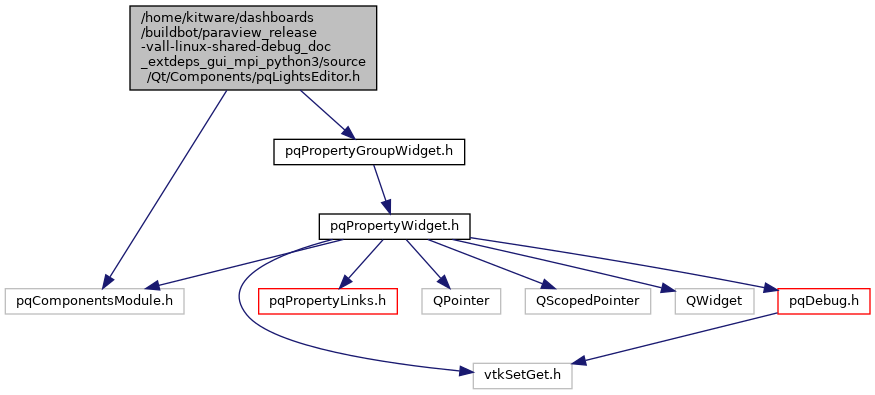 /home/kitware/dashboards
/buildbot/paraview_release
-vall-linux-shared-debug_doc
_extdeps_gui_mpi_python3/source
/Qt/Components/pqLightsEditor.h
pqPropertyGroupWidget.h
pqPropertyWidget.h
pqComponentsModule.h
pqPropertyLinks.h
QPointer
QScopedPointer
QWidget
pqDebug.h
vtkSetGet.h